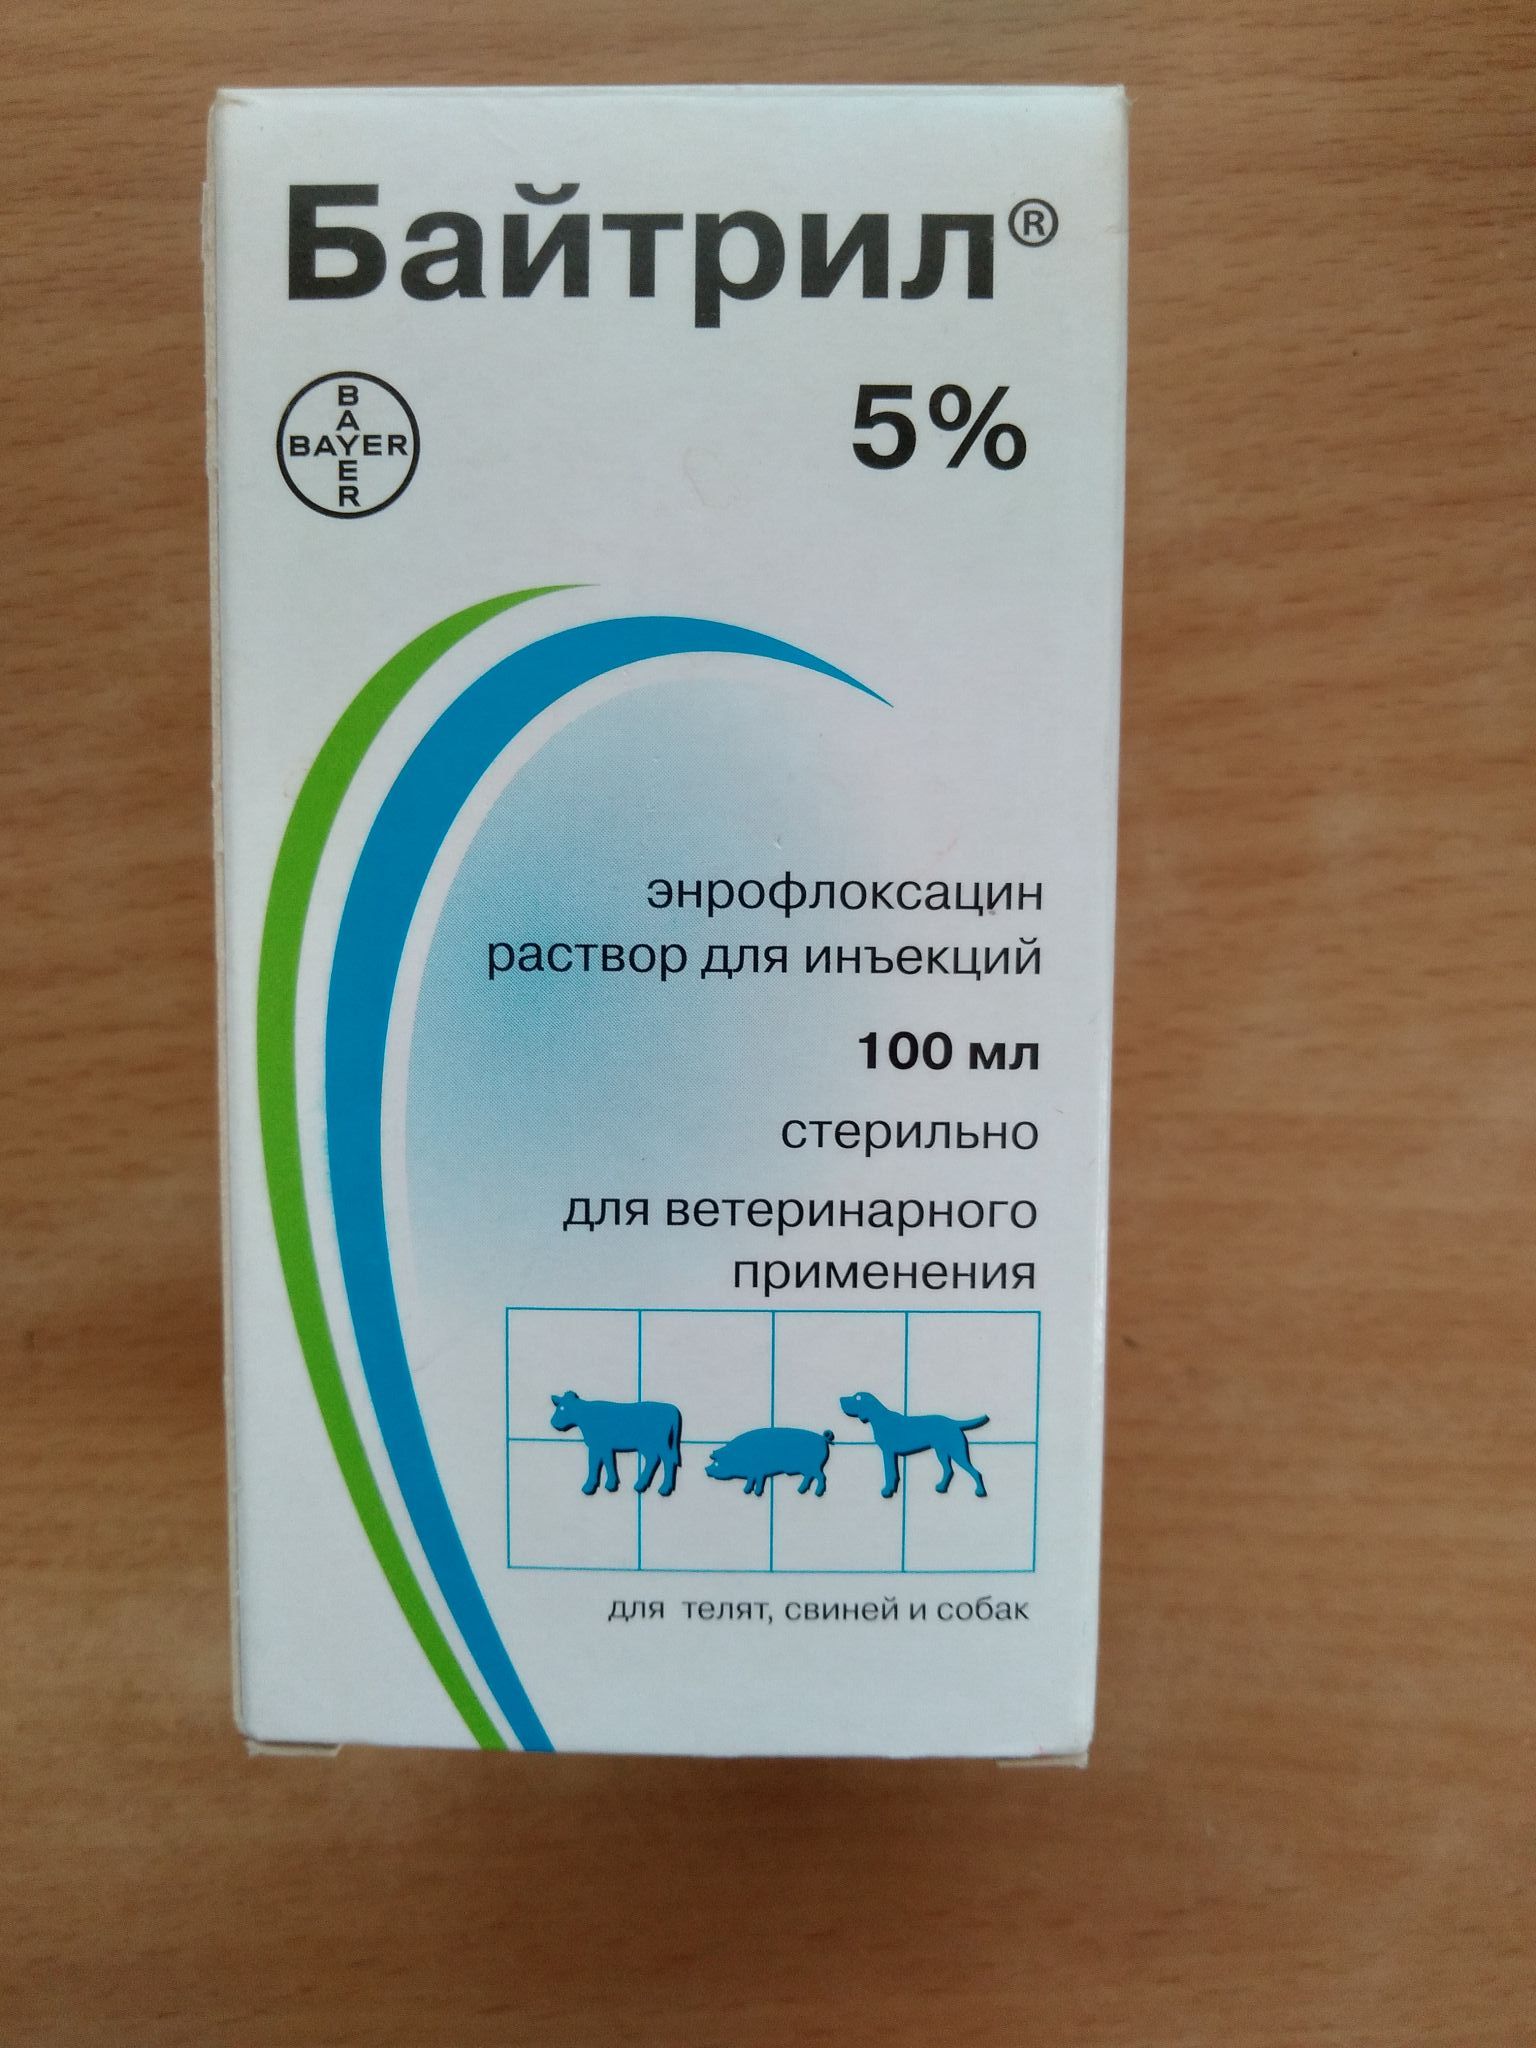 Байтрил®
BAYER
BAYER
5%
энрофлоксацин
раствор для инъекций
100 мл
стерильно
для ветеринарного
применения
для телят, свиней и собак